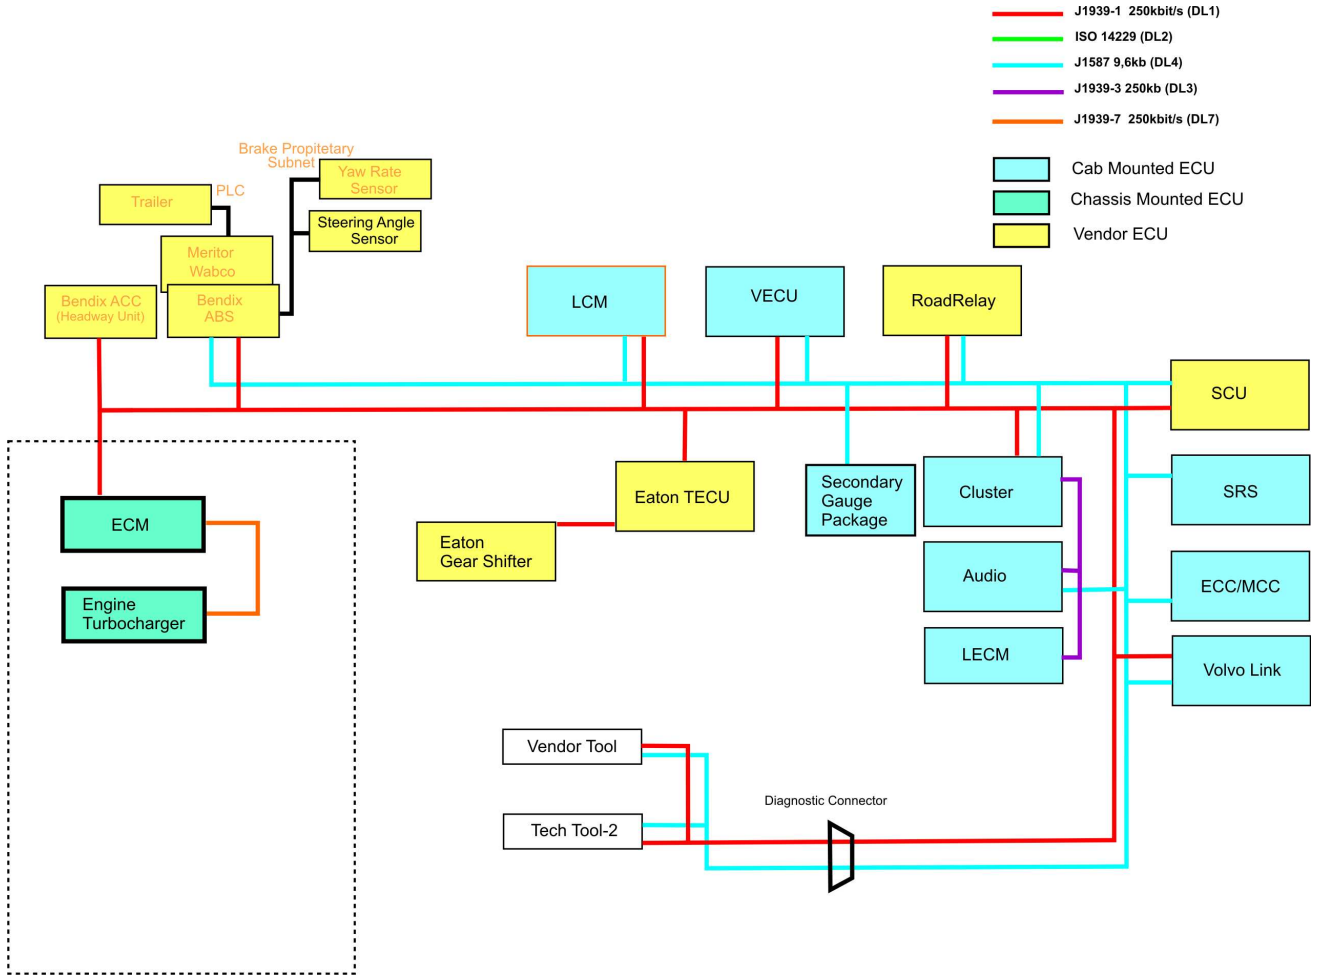 J1939-1  250kbit/s (DL1)
ISO 14229 (DL2)
J1587 9,6kb (DL4)
J1939-3 250kb (DL3)
J1939-7  250kbit/s (DL7)
Cab Mounted ECU
Chassis Mounted ECU
Vendor ECU
Brake Propitetary
Subnet
Yaw Rate
Sensor
Trailer
PLC
Steering Angle
Sensor
Meritor
Wabco
Bendix ACC
(Headway Unit)
Bendix
ABS
LCM
VECU
RoadRelay
SCU
Eaton TECU
Secondary
Gauge
Package
Cluster
SRS
ECM
Eaton
Gear Shifter
Audio
ECC/MCC
Engine
Turbocharger
LECM
Volvo Link
Vendor Tool
Diagnostic Connector
Tech Tool-2